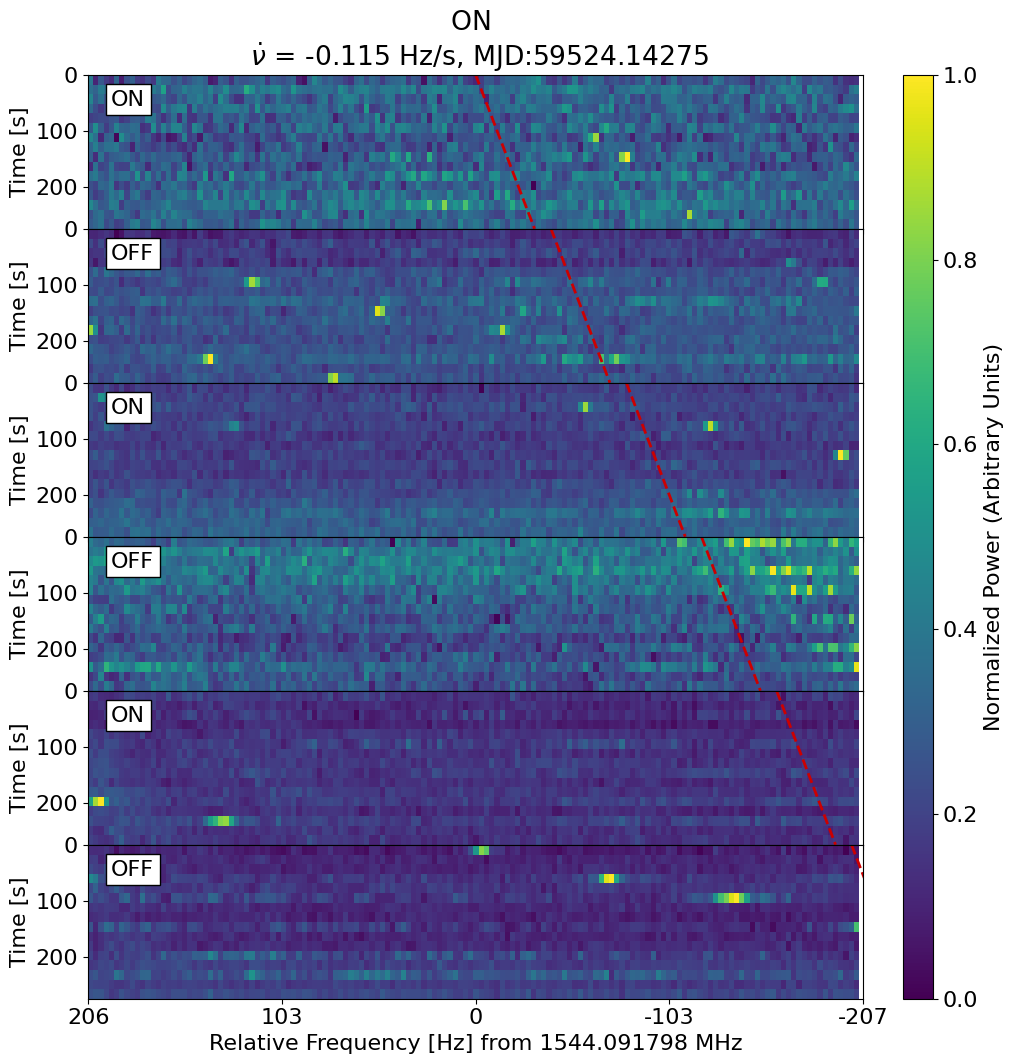 ON
ν̇ = -0.115 Hz/s, MJD:59524.14275
0
100
200
Time [s]
ON
0
100
200
Time [s]
OFF
0
100
200
Time [s]
ON
0
100
200
Time [s]
OFF
0
100
200
Time [s]
ON
0
100
200
Time [s]
OFF
206 103 0 -103 -207
Relative Frequency [Hz] from 1544.091798 MHz
1.0
0.8
0.6
0.4
0.2
0.0
Normalized Power (Arbitrary Units)